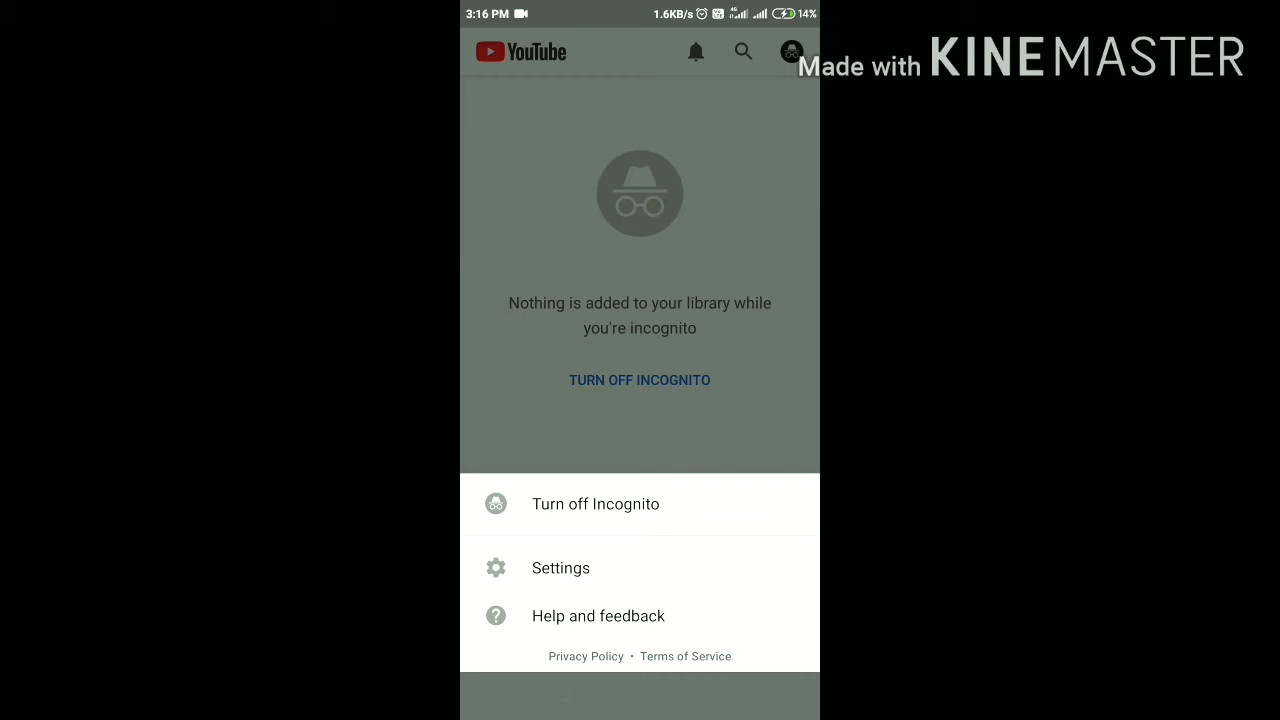 3:16 PM 1.6KB/s 4G 14%
YouTube
Made with KINEMASTER
Nothing is added to your library while
you're incognito
TURN OFF INCOGNITO
Turn off Incognito
Settings
Help and feedback
Privacy Policy • Terms of Service